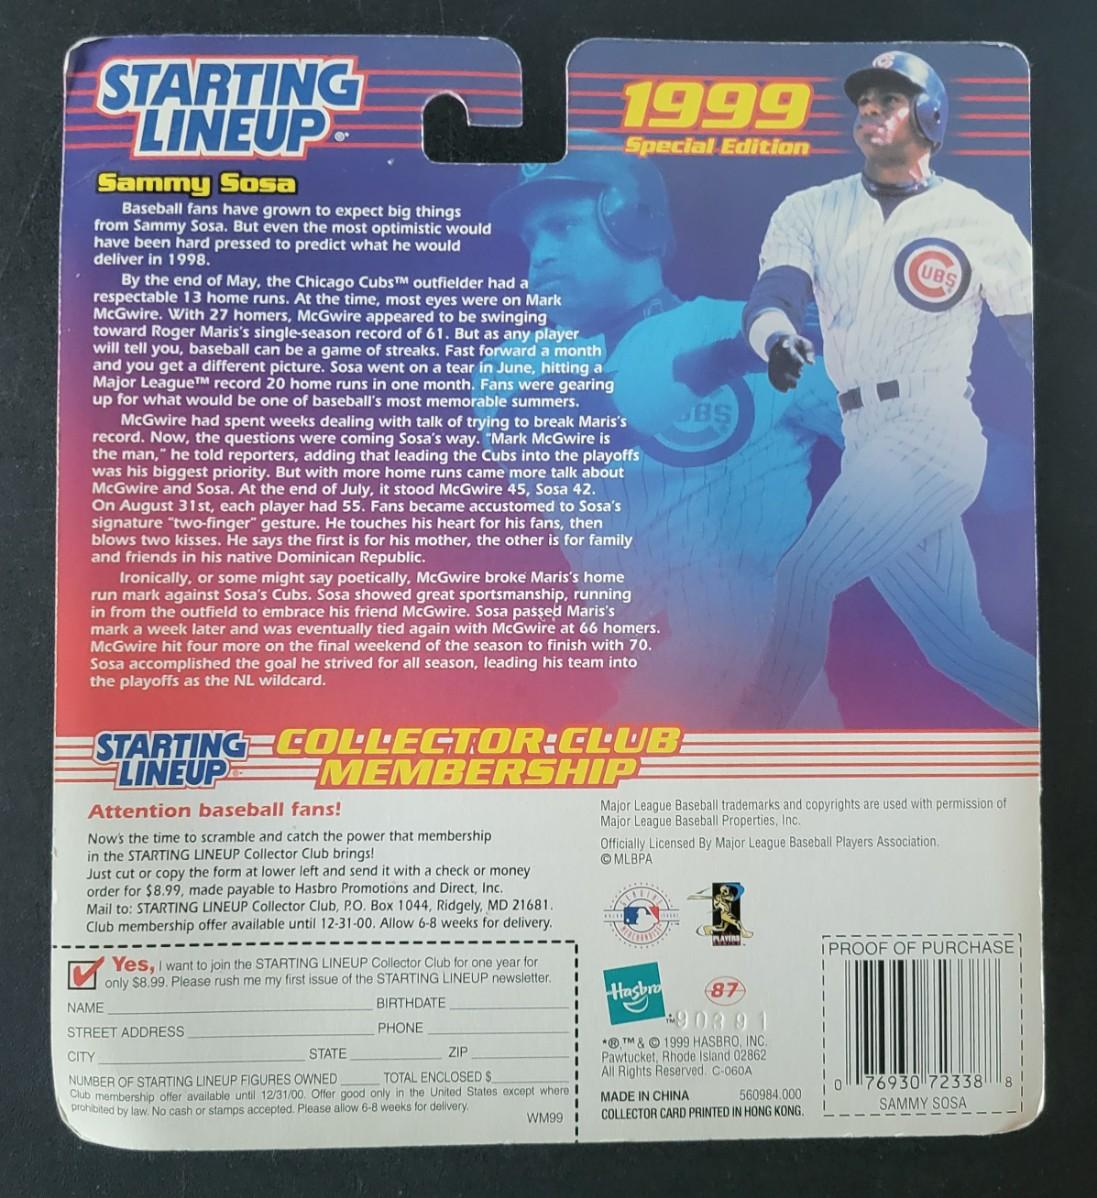 STARTING
LINEUP®
1999
Special Edition
Sammy Sosa
Baseball fans have grown to expect big things
from Sammy Sosa. But even the most optimistic would
have been hard pressed to predict what he would
deliver in 1998.
By the end of May, the Chicago Cubs™ outfielder had a
respectable 13 home runs. At the time, most eyes were on Mark
McGwire. With 27 homers, McGwire appeared to be swinging
toward Roger Maris's single-season record of 61. But as any player
will tell you, baseball can be a game of streaks. Fast forward a month
and you get a different picture. Sosa went on a tear in June, hitting a
Major League™ record 20 home runs in one month. Fans were gearing
up for what would be one of baseball's most memorable summers.
McGwire had spent weeks dealing with talk of trying to break Maris's
record. Now, the questions were coming Sosa's way. "Mark McGwire is
the man," he told reporters, adding that leading the Cubs into the playoffs
was his biggest priority. But with more home runs came more talk about
McGwire and Sosa. At the end of July, it stood McGwire 45, Sosa 42.
On August 31st, each player had 55. Fans became accustomed to Sosa's
signature "two-finger" gesture. He touches his heart for his fans, then
blows two kisses. He says the first is for his mother, the other is for family
and friends in his native Dominican Republic.
Ironically, or some might say poetically, McGwire broke Maris's home
run mark against Sosa's Cubs. Sosa showed great sportsmanship, running
in from the outfield to embrace his friend McGwire. Sosa passed Maris's
mark a week later and was eventually tied again with McGwire at 66 homers.
McGwire hit four more on the final weekend of the season to finish with 70.
Sosa accomplished the goal he strived for all season, leading his team into
the playoffs as the NL wildcard.
CUBS
UBS
STARTING
LINEUP®
COLLECTOR CLUB
MEMBERSHIP
Attention baseball fans!
Now's the time to scramble and catch the power that membership
in the STARTING LINEUP Collector Club brings!
Just cut or copy the form at lower left and send it with a check or money
order for $8.99, made payable to Hasbro Promotions and Direct, Inc.
Mail to: STARTING LINEUP Collector Club, P.O. Box 1044, Ridgely, MD 21681.
Club membership offer available until 12-31-00. Allow 6-8 weeks for delivery.
Yes, I want to join the STARTING LINEUP Collector Club for one year for
only $8.99. Please rush me my first issue of the STARTING LINEUP newsletter.
NAME BIRTHDATE
STREET ADDRESS PHONE
CITY STATE ZIP
NUMBER OF STARTING LINEUP FIGURES OWNED TOTAL ENCLOSED $
Club membership offer available until 12/31/00. Offer good only in the United States except where
prohibited by law. No cash or stamps accepted. Please allow 6-8 weeks for delivery.
WM99
Major League Baseball trademarks and copyrights are used with permission of
Major League Baseball Properties, Inc.
Officially Licensed By Major League Baseball Players Association.
© MLBPA
GENUINE
MERCHANDISE
PLAYERS
Hasbro
™
87
90391
*®,™ & © 1999 HASBRO, INC.
Pawtucket, Rhode Island 02862
All Rights Reserved. C-060A
MADE IN CHINA 560984.000
COLLECTOR CARD PRINTED IN HONG KONG.
PROOF OF PURCHASE
0 76930 72338 8
SAMMY SOSA